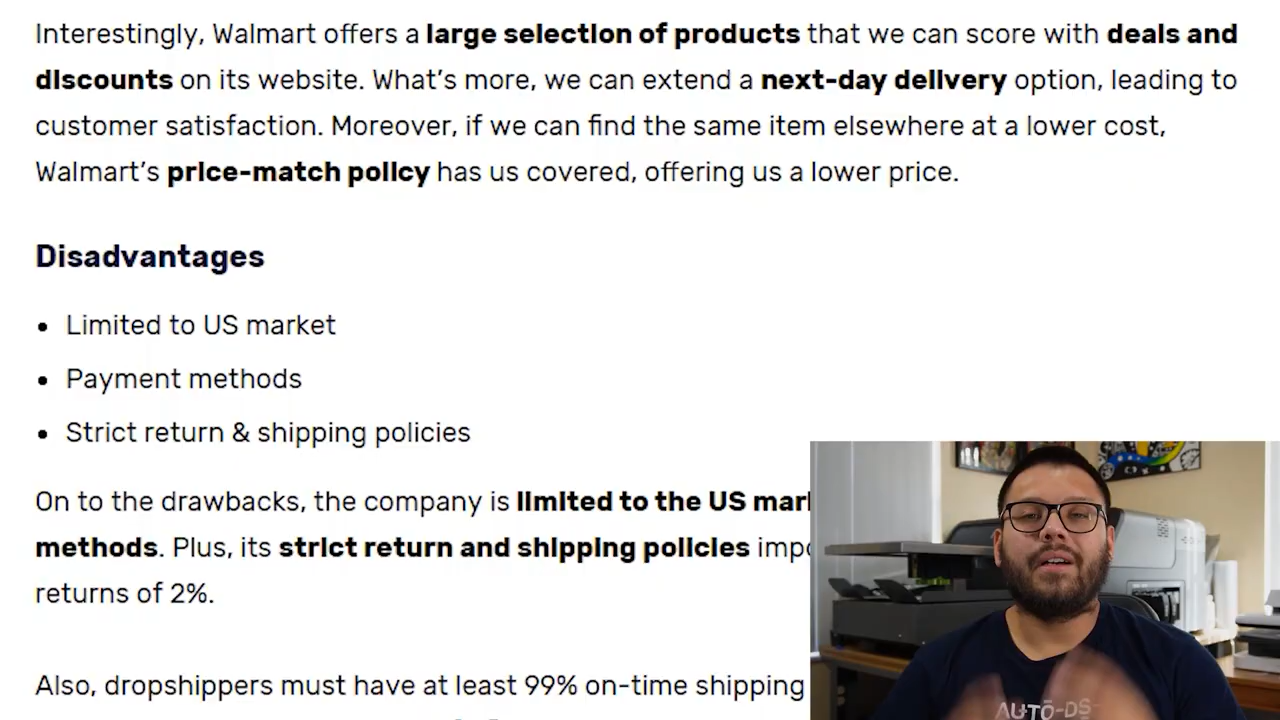 Interestingly, Walmart offers a large selection of products that we can score with deals and
discounts on its website. What's more, we can extend a next-day delivery option, leading to
customer satisfaction. Moreover, if we can find the same item elsewhere at a lower cost,
Walmart's price-match policy has us covered, offering us a lower price.
Disadvantages
• Limited to US market
• Payment methods
• Strict return & shipping policies
On to the drawbacks, the company is limited to the US
methods. Plus, its strict return and shipping policies
returns of 2%.
Also, dropshippers must have at least 99% on-time shipping
AUTO-DS